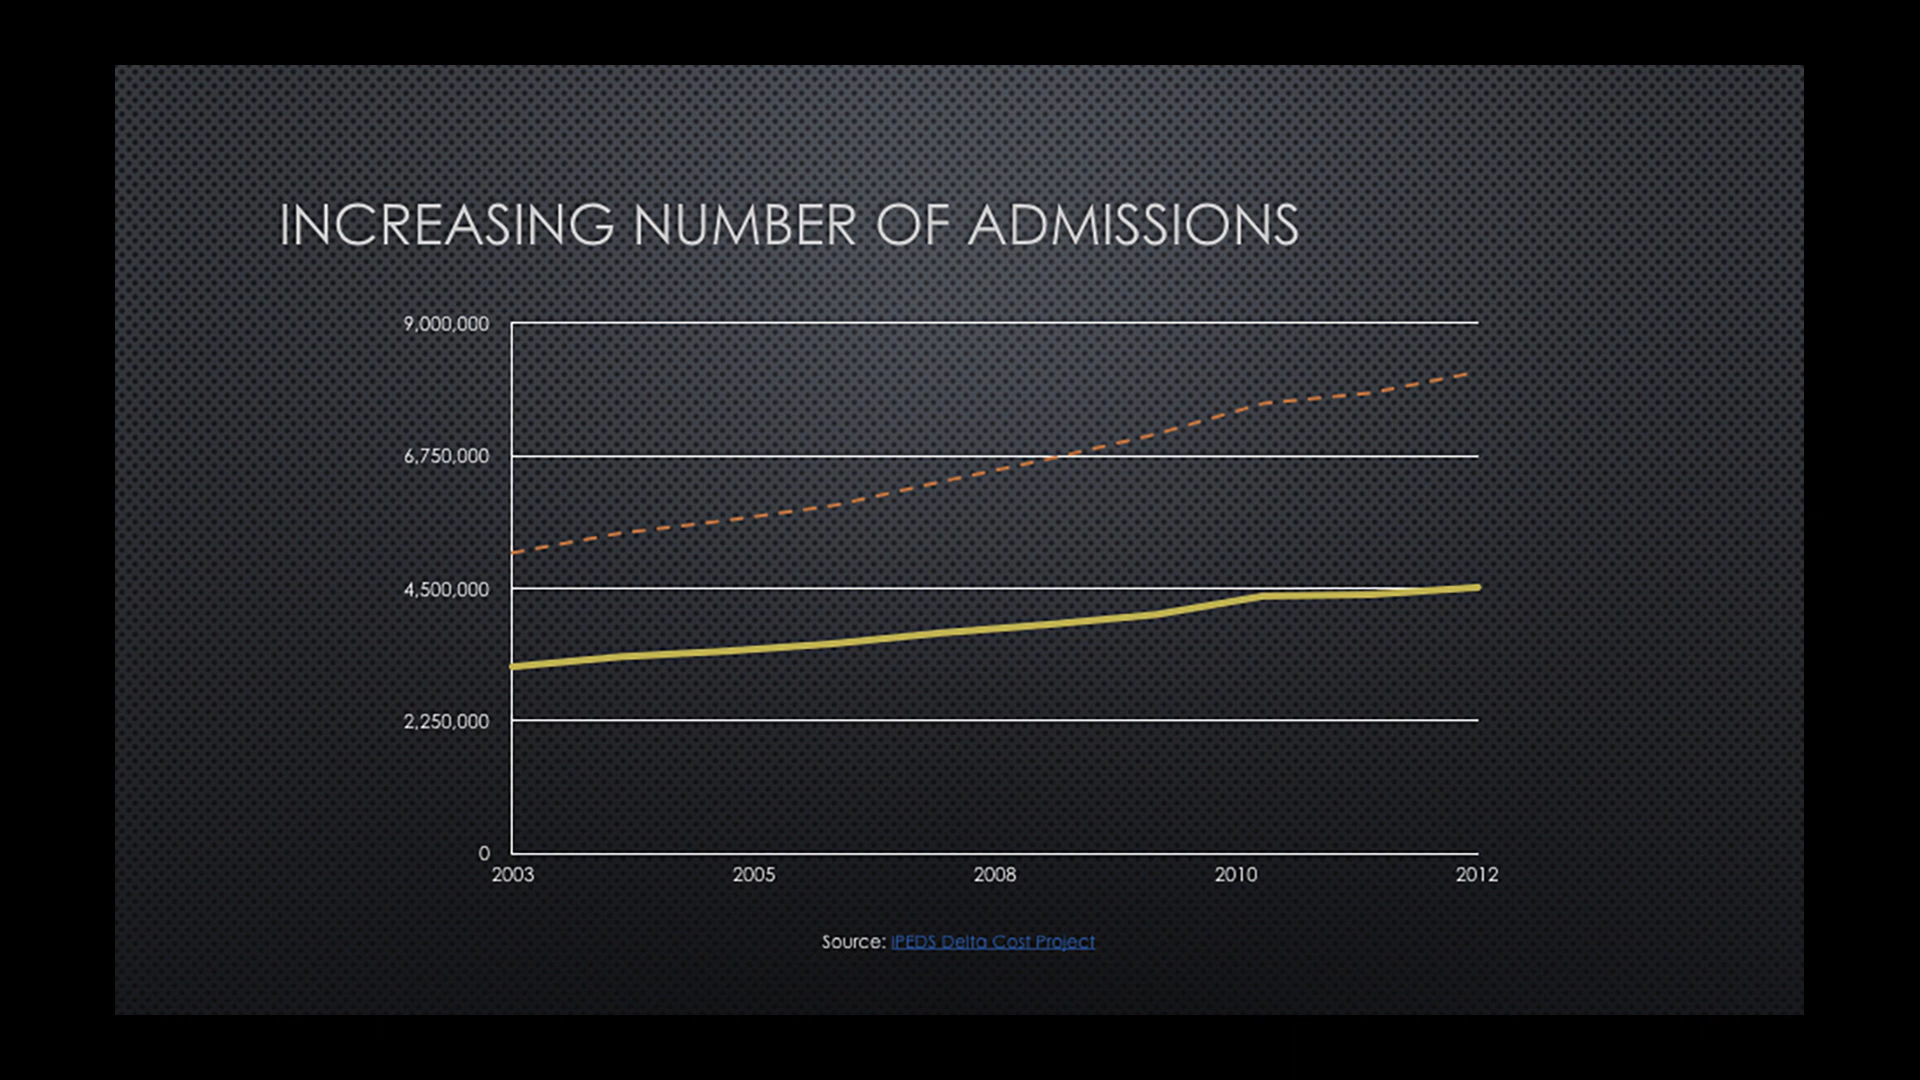 INCREASING NUMBER OF ADMISSIONS
9,000,000
6,750,000
4,500,000
2,250,000
0
2003 2005 2008 2010 2012
Source: IPEDS Delta Cost Project